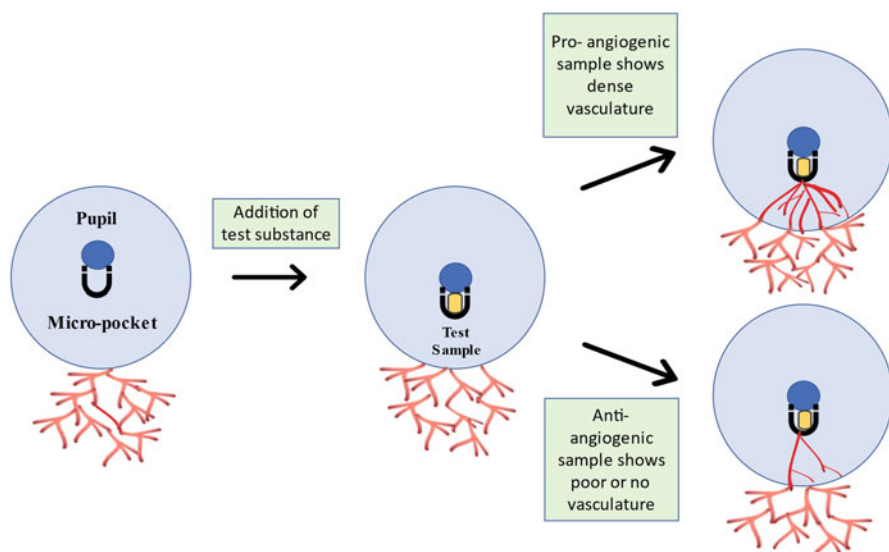 Pupil
Micro-pocket
Addition of
test substance
Test
Sample
Pro- angiogenic
sample shows
dense
vasculature
Anti-
angiogenic
sample shows
poor or no
vasculature